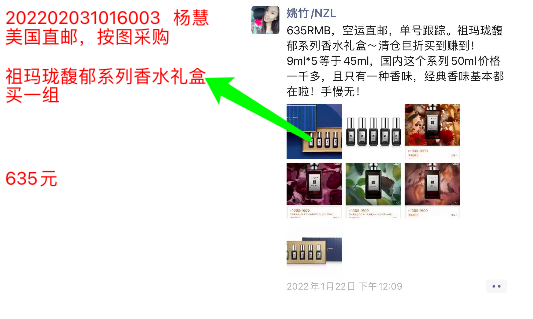 202202031016003 杨慧
美国直邮，按图采购
祖玛珑馥郁系列香水礼盒
买一组
635元
姚竹/NZL
635RMB，空运直邮，单号跟踪。祖玛珑馥
郁系列香水礼盒～清仓巨折买到赚到！
9ml*5等于45ml，国内这个系列50ml价格
一千多，且只有一种香味，经典香味基本都
在啦！手慢无！
2022年1月22日 下午12:09